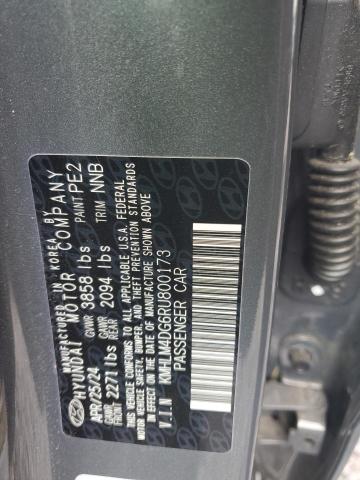 MANUFACTURED IN KOREA BY
HYUNDAI MOTOR COMPANY
APR/29/24 GVWR 3858 lbs PAINT PE2
GAWR FRONT 2271 lbs GAWR REAR 2094 lbs TRIM NNB
THIS VEHICLE CONFORMS TO ALL APPLICABLE U.S.A. FEDERAL
MOTOR VEHICLE SAFETY, BUMPER, AND THEFT PREVENTION
STANDARDS IN EFFECT ON THE DATE OF MANUFACTURE SHOWN ABOVE
V.I.N KMHLM4DG6RU800173
PASSENGER CAR